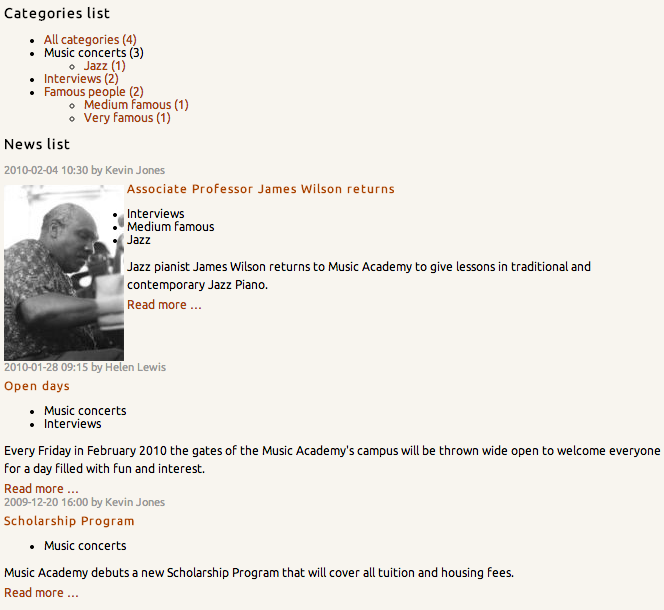 Categories list
All categories (4)
Music concerts (3)
Jazz (1)
Interviews (2)
Famous people (2)
Medium famous (1)
Very famous (1)
News list
2010-02-04 10:30 by Kevin Jones
Associate Professor James Wilson returns
Interviews
Medium famous
Jazz
Jazz pianist James Wilson returns to Music Academy to give lessons in traditional and
contemporary Jazz Piano.
Read more …
2010-01-28 09:15 by Helen Lewis
Open days
Music concerts
Interviews
Every Friday in February 2010 the gates of the Music Academy's campus will be thrown wide open to welcome everyone
for a day filled with fun and interest.
Read more …
2009-12-20 16:00 by Kevin Jones
Scholarship Program
Music concerts
Music Academy debuts a new Scholarship Program that will cover all tuition and housing fees.
Read more …